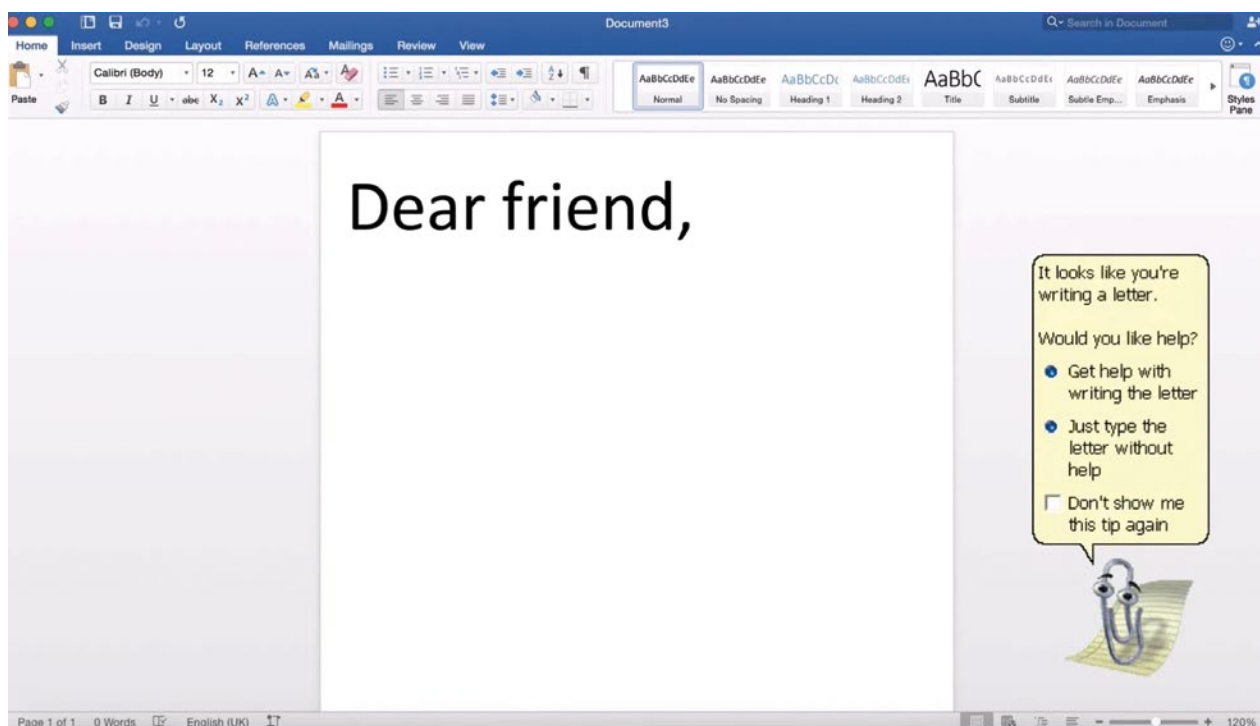 Document3
Search in Document
Home Insert Design Layout References Mailings Review View
Paste
Calibri (Body) 12 A A A A
AaBbCcDdEe AaBbCcDdEe AaBbCcDc AaBbCcDdEe AaBbC AaBbCcDdEe AaBbCcDdEe AaBbCcDdEe
B I U abc X₂ X² A A
Normal No Spacing Heading 1 Heading 2 Title Subtitle Subtle Emp... Emphasis
Styles
Pane
Dear friend,
It looks like you're
writing a letter.
Would you like help?
Get help with
writing the letter
Just type the
letter without
help
Don't show me
this tip again
Page 1 of 1 0 Words English (UK) 120%